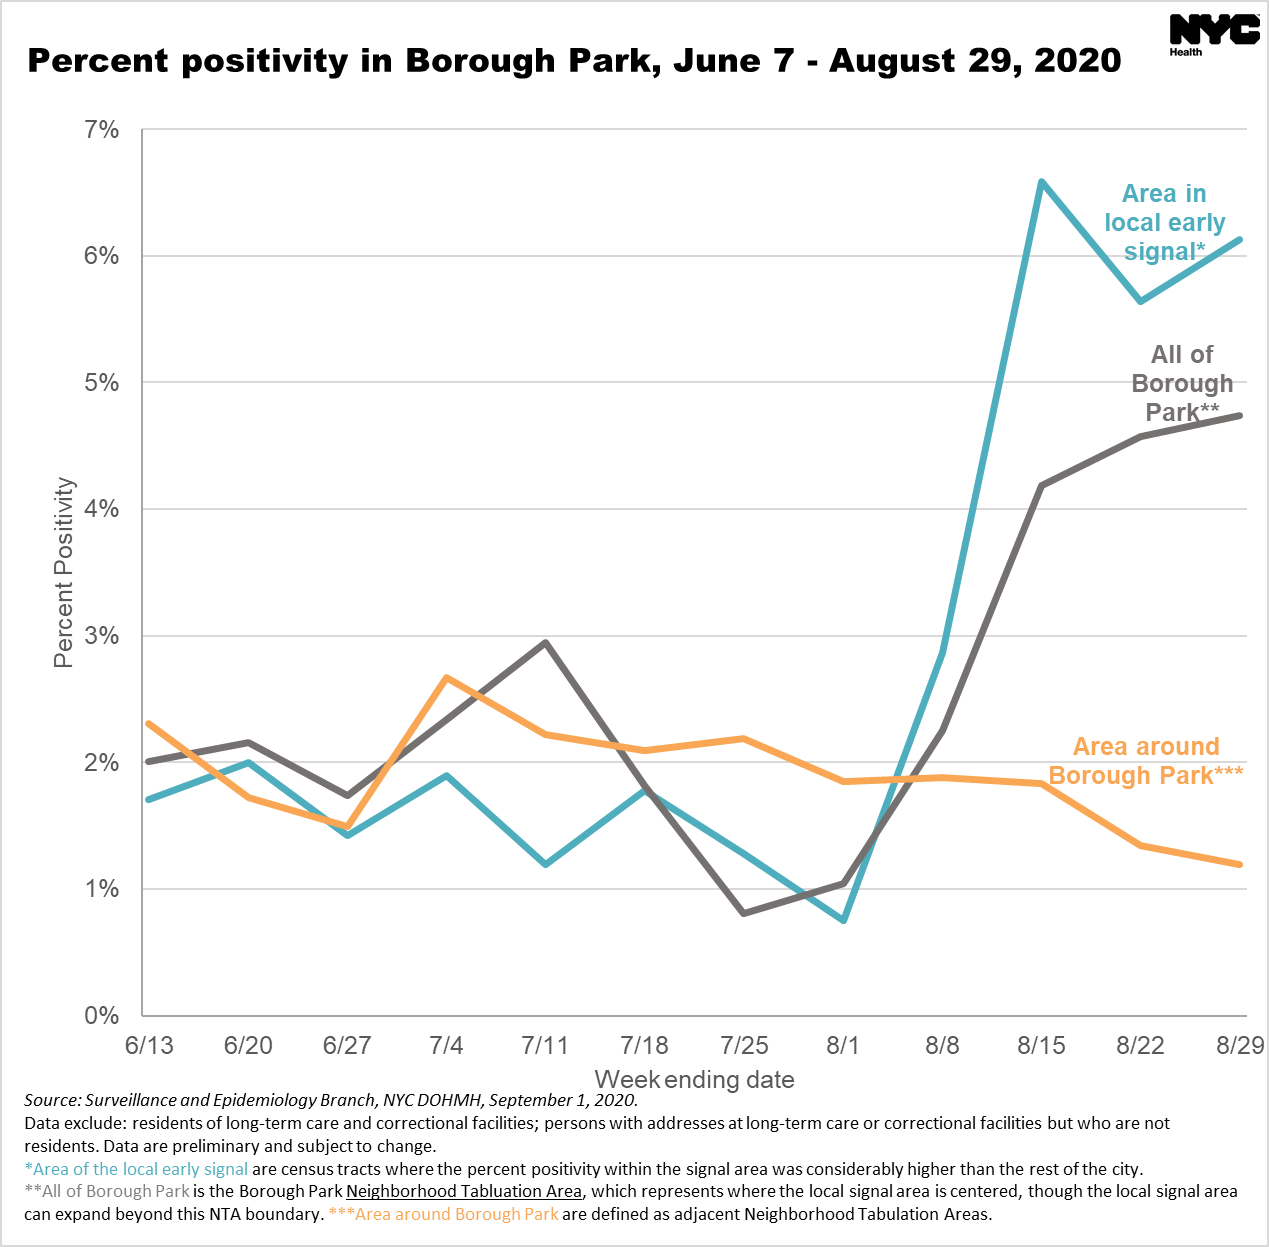 NYC
Health
Percent positivity in Borough Park, June 7 - August 29, 2020
7%
6%
5%
4%
3%
2%
1%
0%
Percent Positivity
Area in
local early
signal*
All of
Borough
Park**
Area around
Borough Park***
6/13 6/20 6/27 7/4 7/11 7/18 7/25 8/1 8/8 8/15 8/22 8/29
Week ending date
Source: Surveillance and Epidemiology Branch, NYC DOHMH, September 1, 2020.
Data exclude: residents of long-term care and correctional facilities; persons with addresses at long-term care or correctional facilities but who are not
residents. Data are preliminary and subject to change.
*Area of the local early signal are census tracts where the percent positivity within the signal area was considerably higher than the rest of the city.
**All of Borough Park is the Borough Park Neighborhood Tabluation Area, which represents where the local signal area is centered, though the local signal area
can expand beyond this NTA boundary. ***Area around Borough Park are defined as adjacent Neighborhood Tabulation Areas.